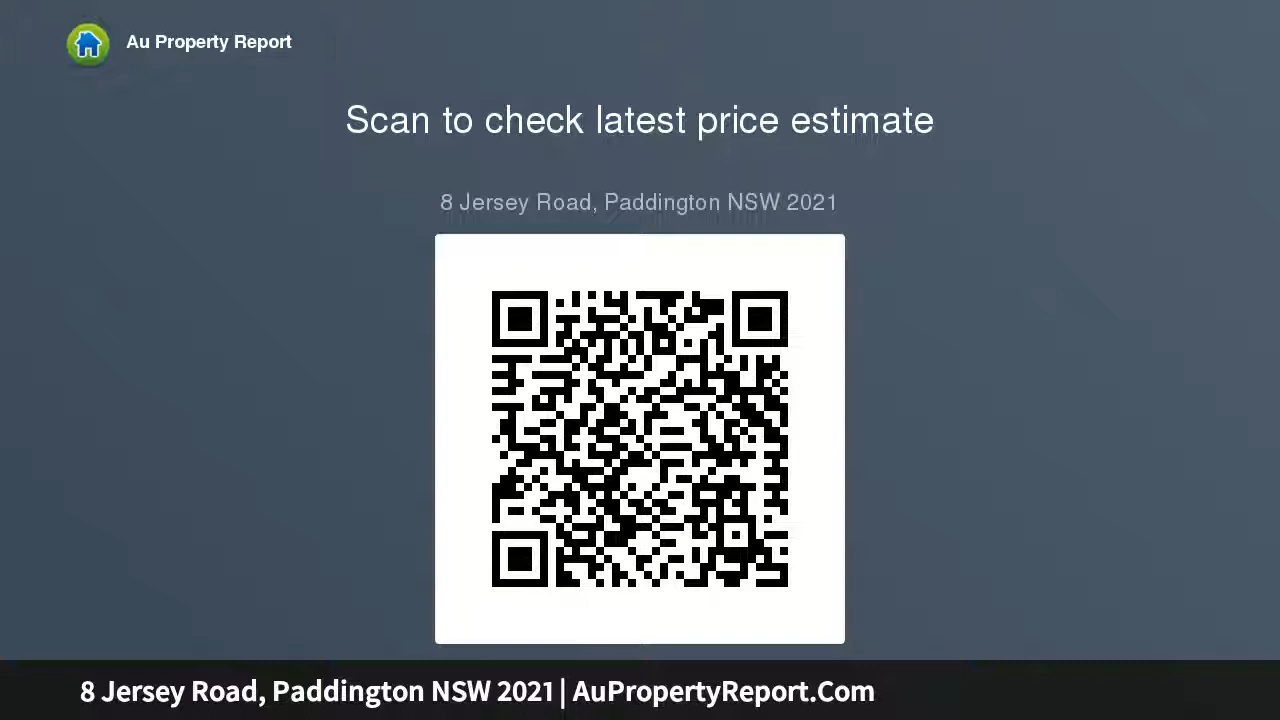 Au Property Report
Scan to check latest price estimate
8 Jersey Road, Paddington NSW 2021
8 Jersey Road, Paddington NSW 2021 | AuPropertyReport.Com